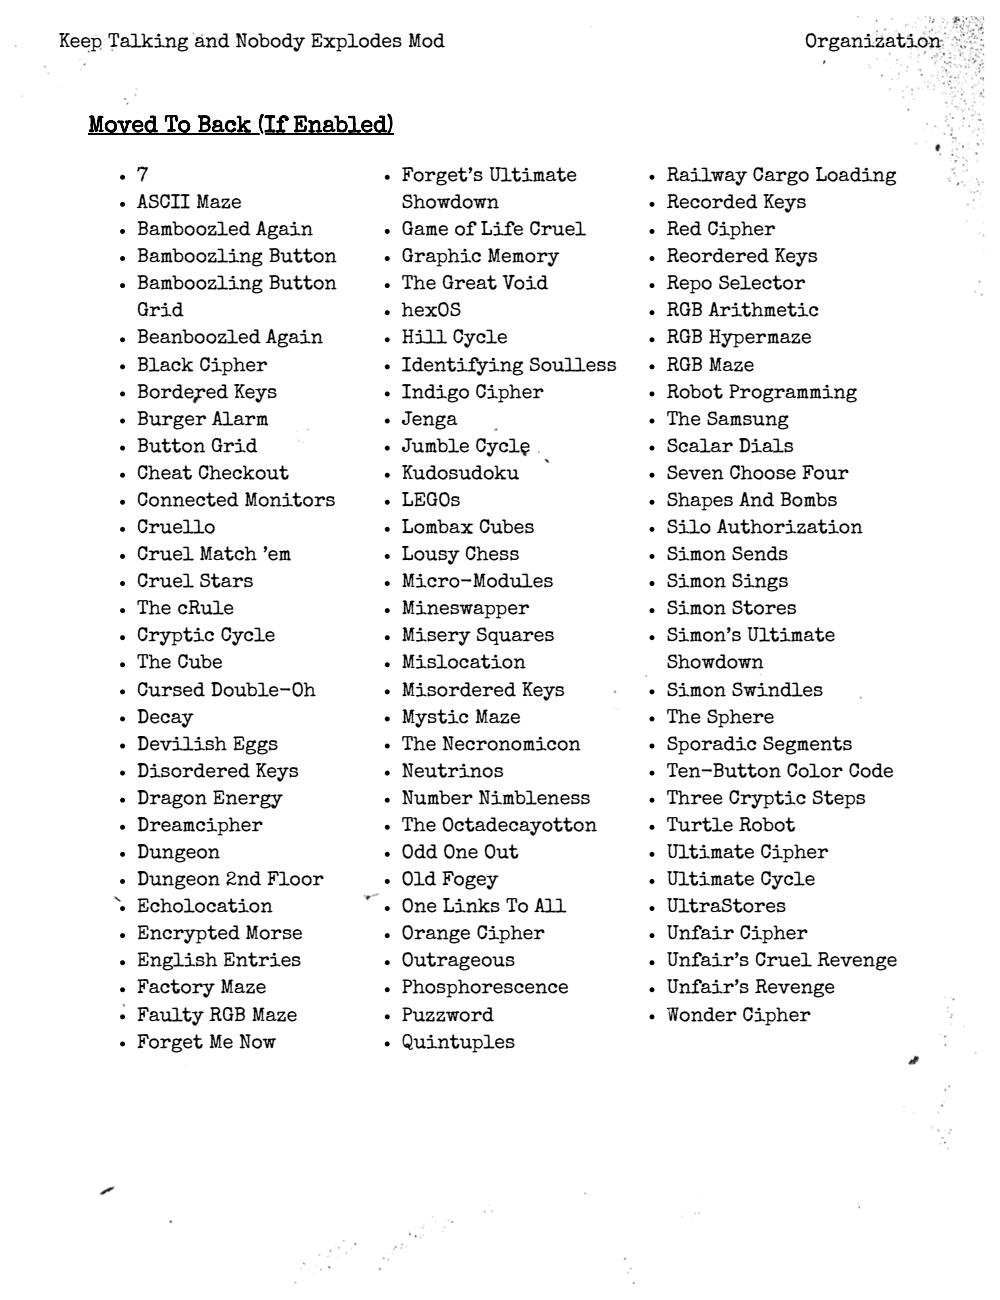 Keep Talking and Nobody Explodes Mod
Organization
Moved To Back (If Enabled)
• 7
• ASCII Maze
• Bamboozled Again
• Bamboozling Button
• Bamboozling Button
Grid
• Beanboozled Again
• Black Cipher
• Bordered Keys
• Burger Alarm
• Button Grid
• Cheat Checkout
• Connected Monitors
• Cruello
• Cruel Match ’em
• Cruel Stars
• The cRule
• Cryptic Cycle
• The Cube
• Cursed Double-Oh
• Decay
• Devilish Eggs
• Disordered Keys
• Dragon Energy
• Dreamcipher
• Dungeon
• Dungeon 2nd Floor
• Echolocation
• Encrypted Morse
• English Entries
• Factory Maze
• Faulty RGB Maze
• Forget Me Now
• Forget’s Ultimate
Showdown
• Game of Life Cruel
• Graphic Memory
• The Great Void
• hexOS
• Hill Cycle
• Identifying Soulless
• Indigo Cipher
• Jenga
• Jumble Cycle
• Kudosudoku
• LEGOs
• Lombax Cubes
• Lousy Chess
• Micro-Modules
• Mineswapper
• Misery Squares
• Mislocation
• Misordered Keys
• Mystic Maze
• The Necronomicon
• Neutrinos
• Number Nimbleness
• The Octadecayotton
• Odd One Out
• Old Fogey
• One Links To All
• Orange Cipher
• Outrageous
• Phosphorescence
• Puzzword
• Quintuples
• Railway Cargo Loading
• Recorded Keys
• Red Cipher
• Reordered Keys
• Repo Selector
• RGB Arithmetic
• RGB Hypermaze
• RGB Maze
• Robot Programming
• The Samsung
• Scalar Dials
• Seven Choose Four
• Shapes And Bombs
• Silo Authorization
• Simon Sends
• Simon Sings
• Simon Stores
• Simon’s Ultimate
Showdown
• Simon Swindles
• The Sphere
• Sporadic Segments
• Ten-Button Color Code
• Three Cryptic Steps
• Turtle Robot
• Ultimate Cipher
• Ultimate Cycle
• UltraStores
• Unfair Cipher
• Unfair’s Cruel Revenge
• Unfair’s Revenge
• Wonder Cipher